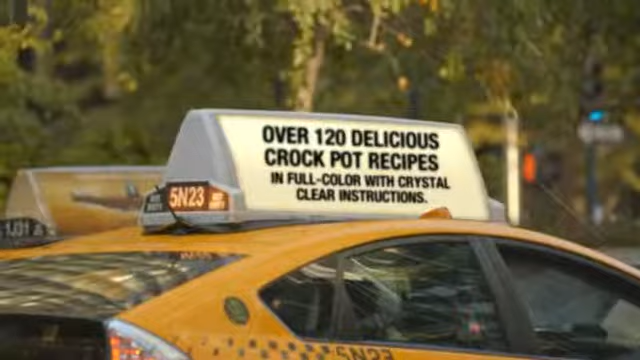 OVER 120 DELICIOUS
CROCK POT RECIPES
IN FULL-COLOR WITH CRYSTAL
CLEAR INSTRUCTIONS.
5N23
5N23